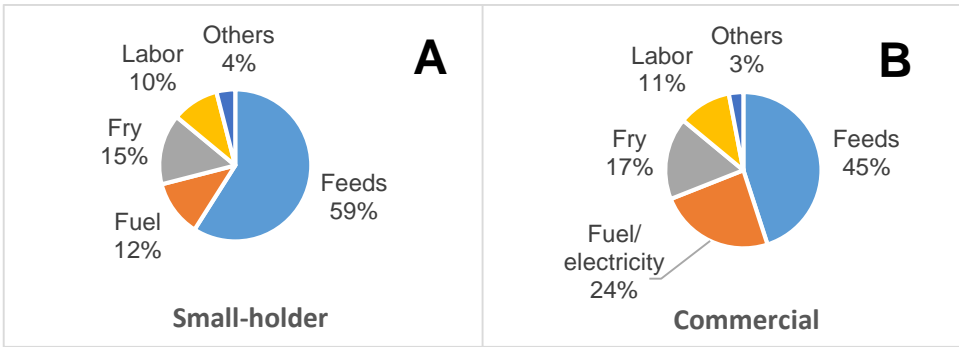 Others
4%
Labor
10%
A
Fry
15%
Feeds
59%
Fuel
12%
Small-holder
Others
3%
Labor
11%
B
Fry
17%
Feeds
45%
Fuel/
electricity
24%
Commercial